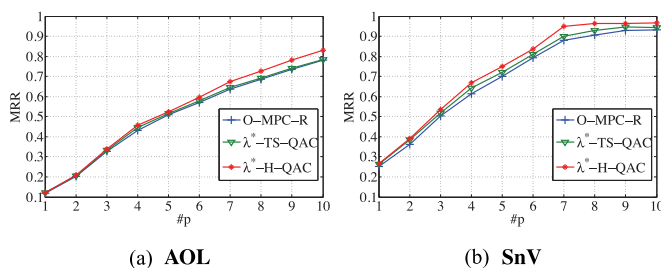 MRR
1
0.9
0.8
0.7
0.6
0.5
0.4
0.3
0.2
0.1
1 2 3 4 5 6 7 8 9 10
#p
O–MPC–R
λ*–TS–QAC
λ*–H–QAC
(a) AOL
MRR
1
0.9
0.8
0.7
0.6
0.5
0.4
0.3
0.2
0.1
1 2 3 4 5 6 7 8 9 10
#p
O–MPC–R
λ*–TS–QAC
λ*–H–QAC
(b) SnV